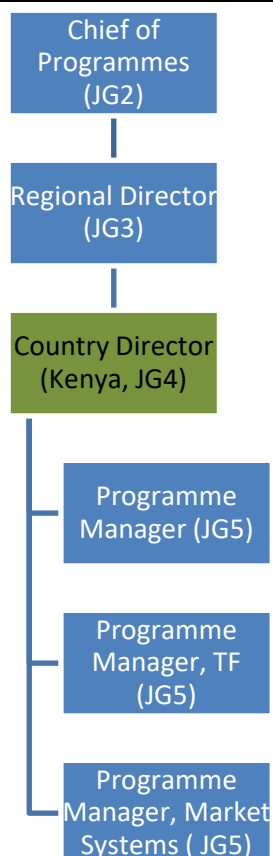 Chief of
Programmes
(JG2)
Regional Director
(JG3)
Country Director
(Kenya, JG4)
Programme
Manager (JG5)
Programme
Manager, TF
(JG5)
Programme
Manager, Market
Systems ( JG5)